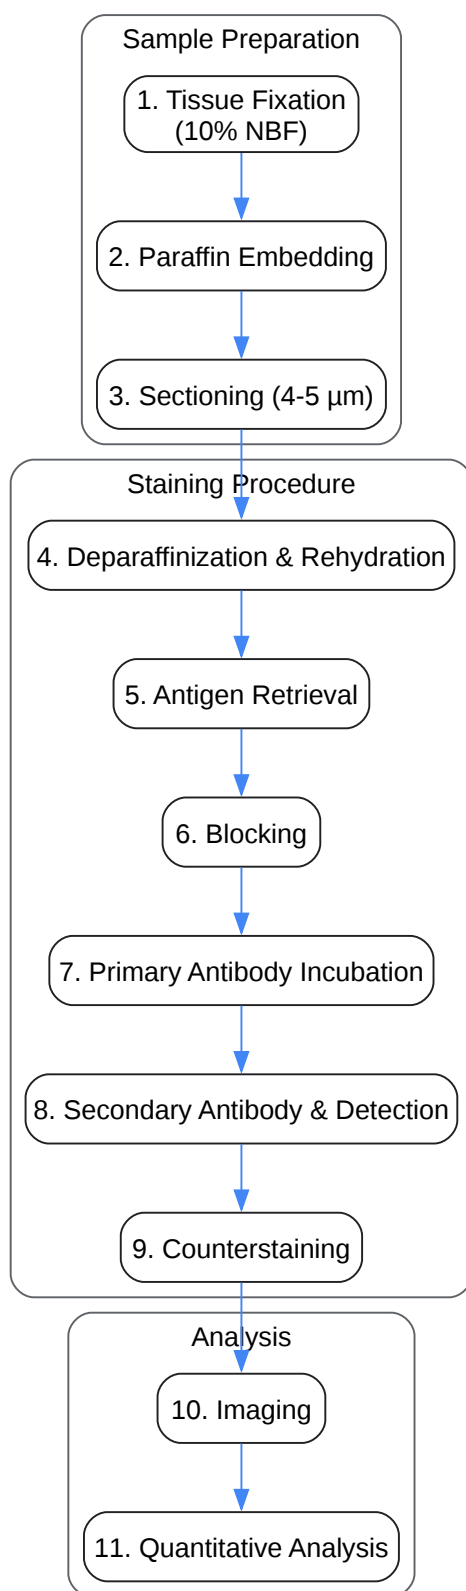 Sample Preparation
1. Tissue Fixation
(10% NBF)
2. Paraffin Embedding
3. Sectioning (4-5 µm)
Staining Procedure
4. Deparaffinization & Rehydration
5. Antigen Retrieval
6. Blocking
7. Primary Antibody Incubation
8. Secondary Antibody & Detection
9. Counterstaining
Analysis
10. Imaging
11. Quantitative Analysis